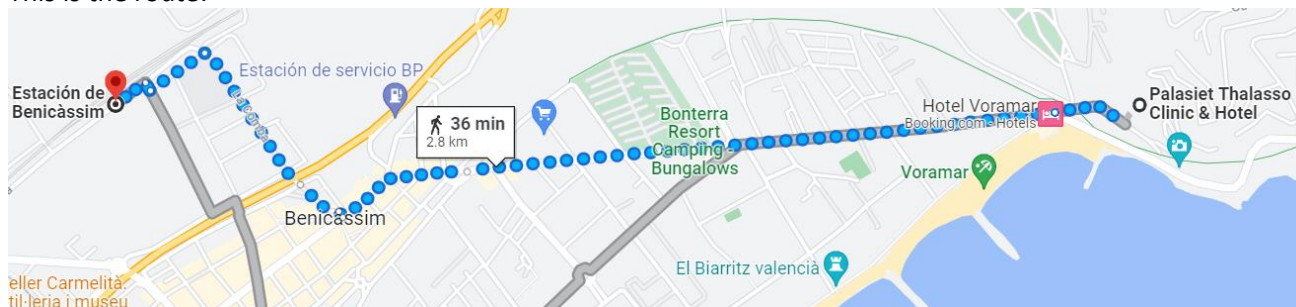 This is the route:
Estación de
Benicàssim
Estación de servicio BP
36 min
2.8 km
Bonterra
Resort
Camping -
Bungalows
Hotel Voramar
Booking.com - Hotels
Palasiet Thalasso
Clinic & Hotel
Voramar
Benicàssim
El Biarritz valencià
eller Carmelità:
til·leria i museu